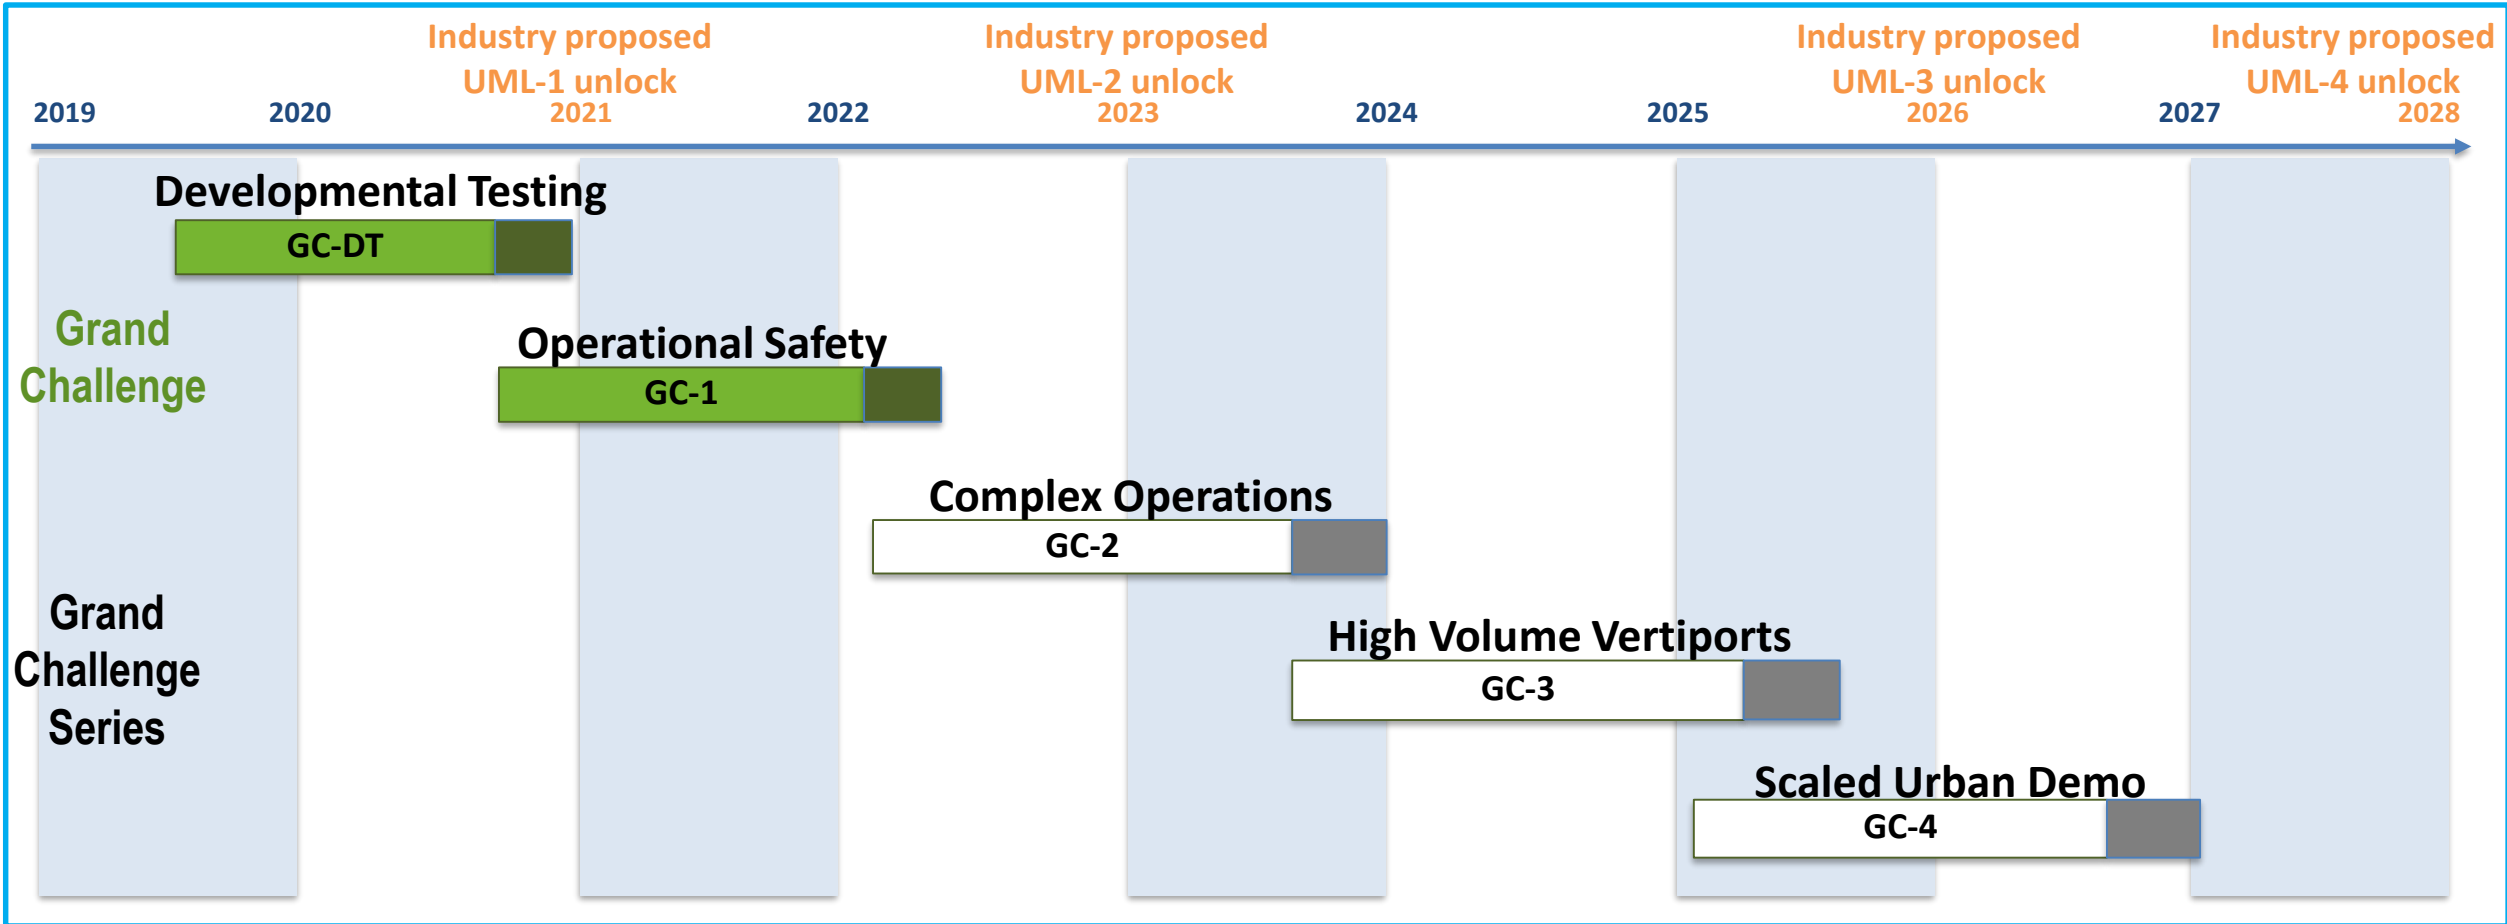 Industry proposed
UML-1 unlock
Industry proposed
UML-2 unlock
Industry proposed
UML-3 unlock
Industry proposed
UML-4 unlock
2019 2020 2021 2022 2023 2024 2025 2026 2027 2028
Developmental Testing
GC-DT
Grand
Challenge
Operational Safety
GC-1
Complex Operations
GC-2
Grand
Challenge
Series
High Volume Vertiports
GC-3
Scaled Urban Demo
GC-4